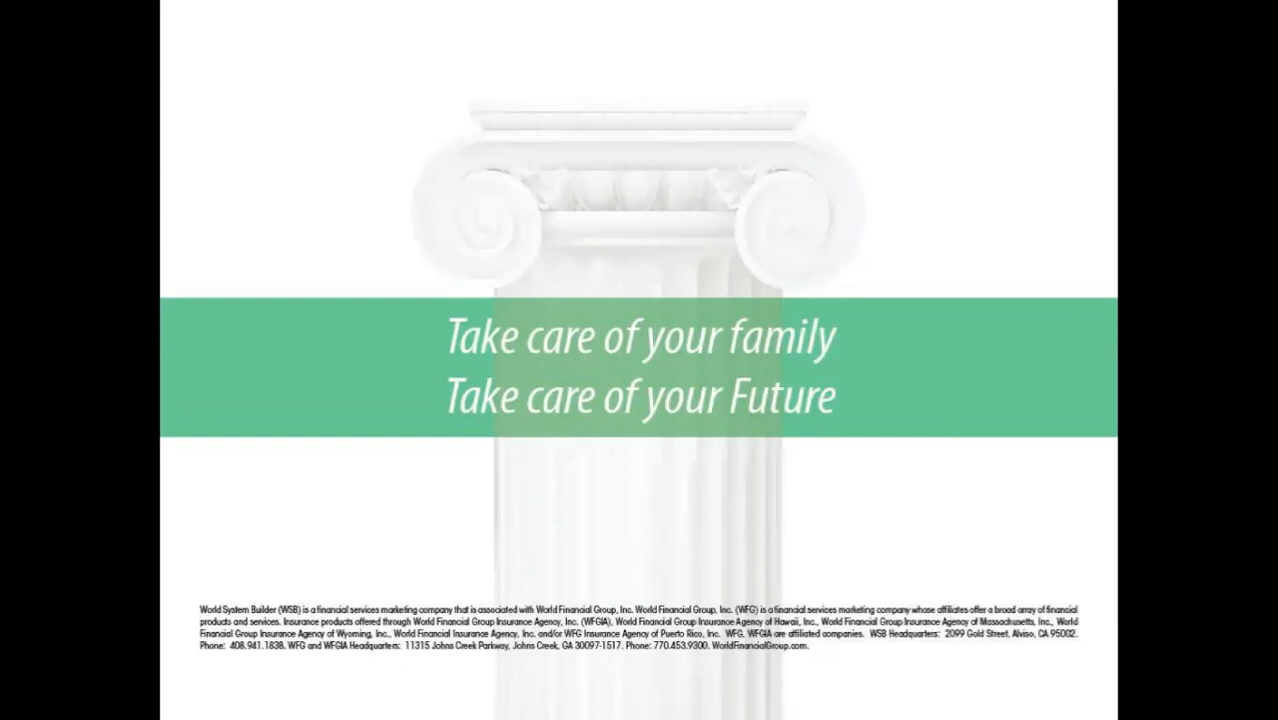 Take care of your family
Take care of your Future
World System Builder (WSB) is a financial services marketing company that is associated with World Financial Group, Inc. World Financial Group, Inc. (WFG) is a financial services marketing company whose affiliates offer a broad array of financial
products and services. Insurance products offered through World Financial Group Insurance Agency, Inc. (WFGIA), World Financial Group Insurance Agency of Hawaii, Inc., World Financial Group Insurance Agency of Massachusetts, Inc., World
Financial Group Insurance Agency of Wyoming, Inc., World Financial Insurance Agency, Inc. and/or WFG Insurance Agency of Puerto Rico, Inc. WFG, WFGIA are affiliated companies. WSB Headquarters: 2099 Gold Street, Alviso, CA 95002.
Phone: 408.941.1838. WFG and WFGIA Headquarters: 11315 Johns Creek Parkway, Johns Creek, GA 30097-1517. Phone: 770.453.9300. WorldFinancialGroup.com.